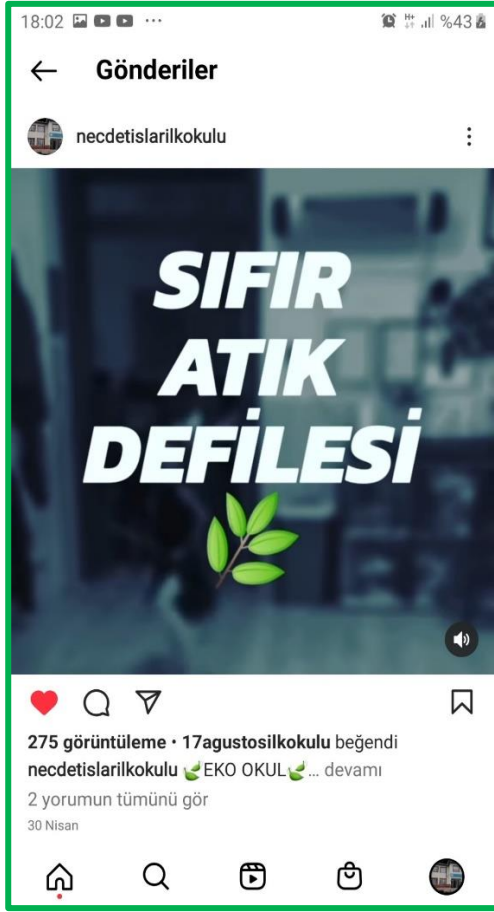 18:02
%43
Gönderiler
necdetislarilkokulu
SIFIR
ATIK
DEFİLESİ
275 görüntüleme • 17agustosilkokulu beğendi
necdetislarilkokulu EKO OKUL ... devamı
2 yorumun tümünü gör
30 Nisan